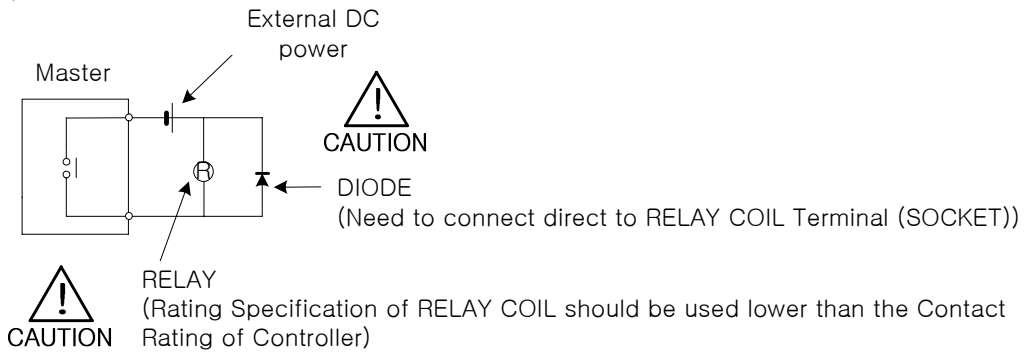 External DC
power
Master
CAUTION
R
DIODE
(Need to connect direct to RELAY COIL Terminal (SOCKET))
RELAY
(Rating Specification of RELAY COIL should be used lower than the Contact
CAUTION Rating of Controller)